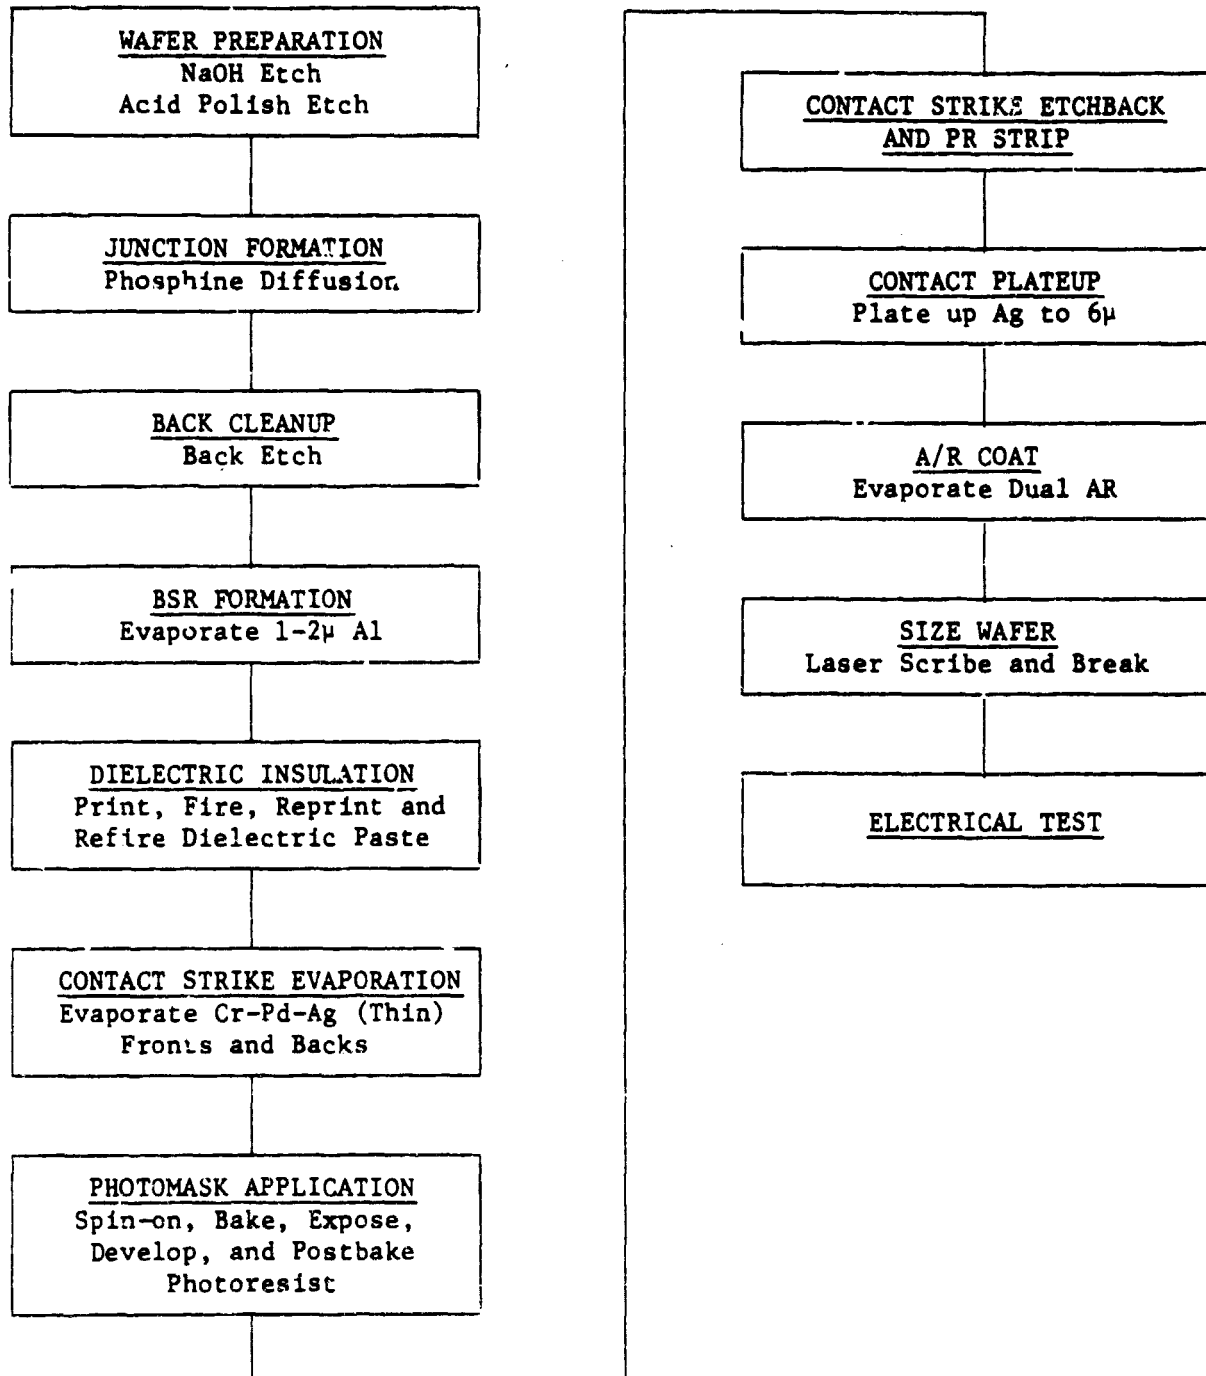 WAFER PREPARATION
NaOH Etch
Acid Polish Etch
JUNCTION FORMATION
Phosphine Diffusion
BACK CLEANUP
Back Etch
BSR FORMATION
Evaporate 1-2μ Al
DIELECTRIC INSULATION
Print, Fire, Reprint and
Refire Dielectric Paste
CONTACT STRIKE EVAPORATION
Evaporate Cr-Pd-Ag (Thin)
Fronts and Backs
PHOTOMASK APPLICATION
Spin-on, Bake, Expose,
Develop, and Postbake
Photoresist
CONTACT STRIKE ETCHBACK
AND PR STRIP
CONTACT PLATEUP
Plate up Ag to 6μ
A/R COAT
Evaporate Dual AR
SIZE WAFER
Laser Scribe and Break
ELECTRICAL TEST